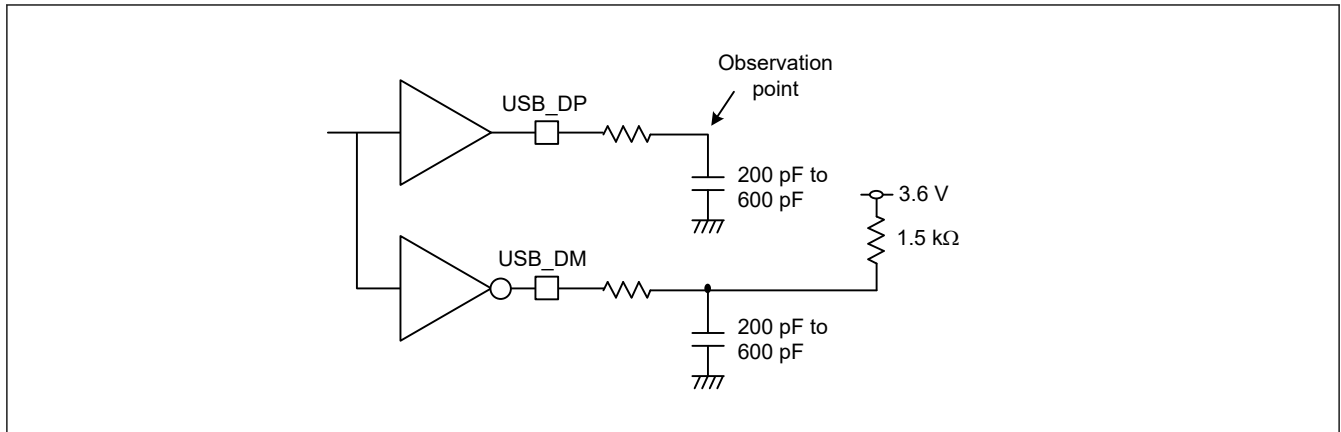 Observation
point
USB_DP
200 pF to
600 pF
3.6 V
1.5 kΩ
USB_DM
200 pF to
600 pF